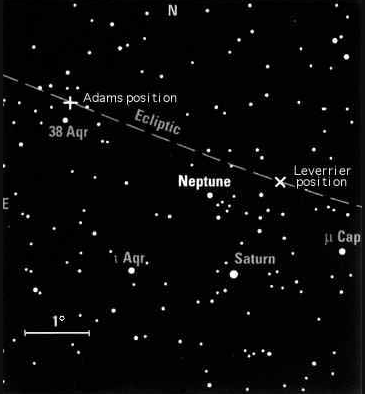 N
Adams position
38 Aqr
Ecliptic
Leverrier
position
Neptune
E
μ Cap
ι Aqr
Saturn
1°